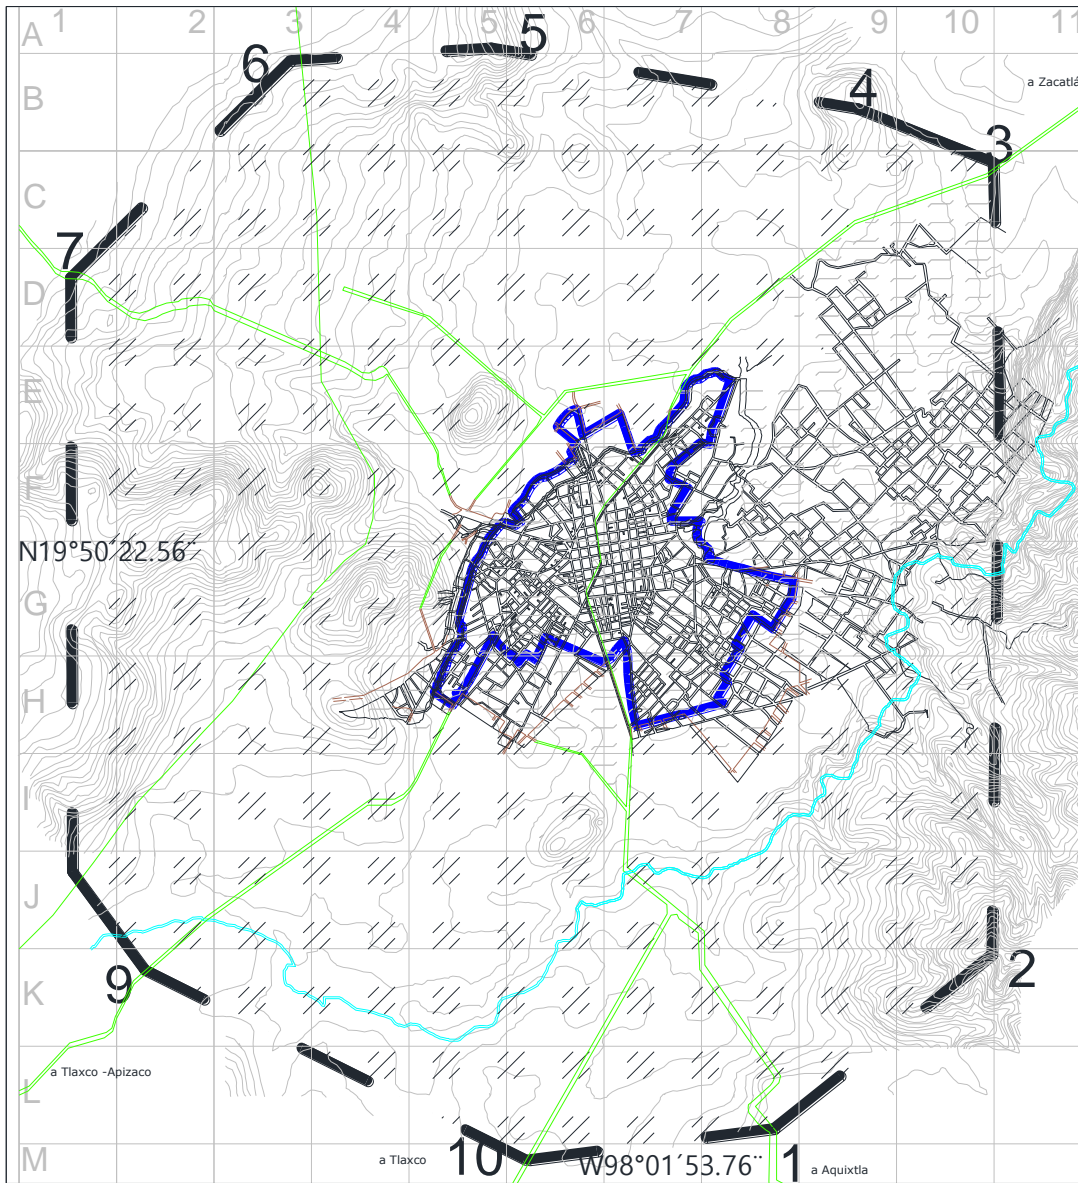 1 2 3 4 5 6 7 8 9 10 11
A
5
6
a Zacatlá
B
4
3
C
7
D
E
F
N19°50´22.56¨
G
H
I
J
9
K
2
a Tlaxco -Apizaco
L
M
a Tlaxco
10
W98°01´53.76¨
1
a Aquixtla